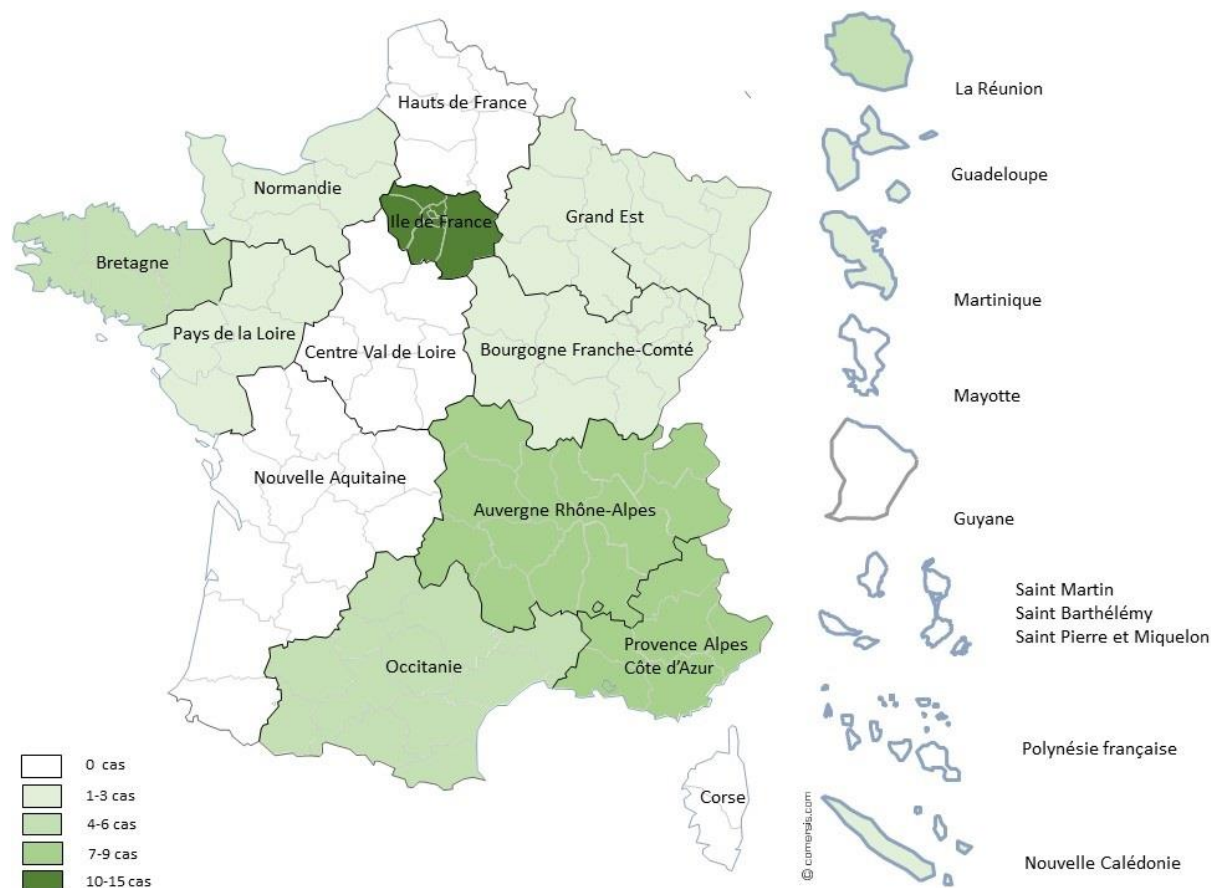 Hauts de France
Normandie
Ile de France
Grand Est
Bretagne
Pays de la Loire
Centre Val de Loire
Bourgogne Franche-Comté
Nouvelle Aquitaine
Auvergne Rhône-Alpes
Provence Alpes
Côte d'Azur
Occitanie
Corse
0 cas
1-3 cas
4-6 cas
7-9 cas
10-15 cas
© comersis.com
La Réunion
Guadeloupe
Martinique
Mayotte
Guyane
Saint Martin
Saint Barthélémy
Saint Pierre et Miquelon
Polynésie française
Nouvelle Calédonie